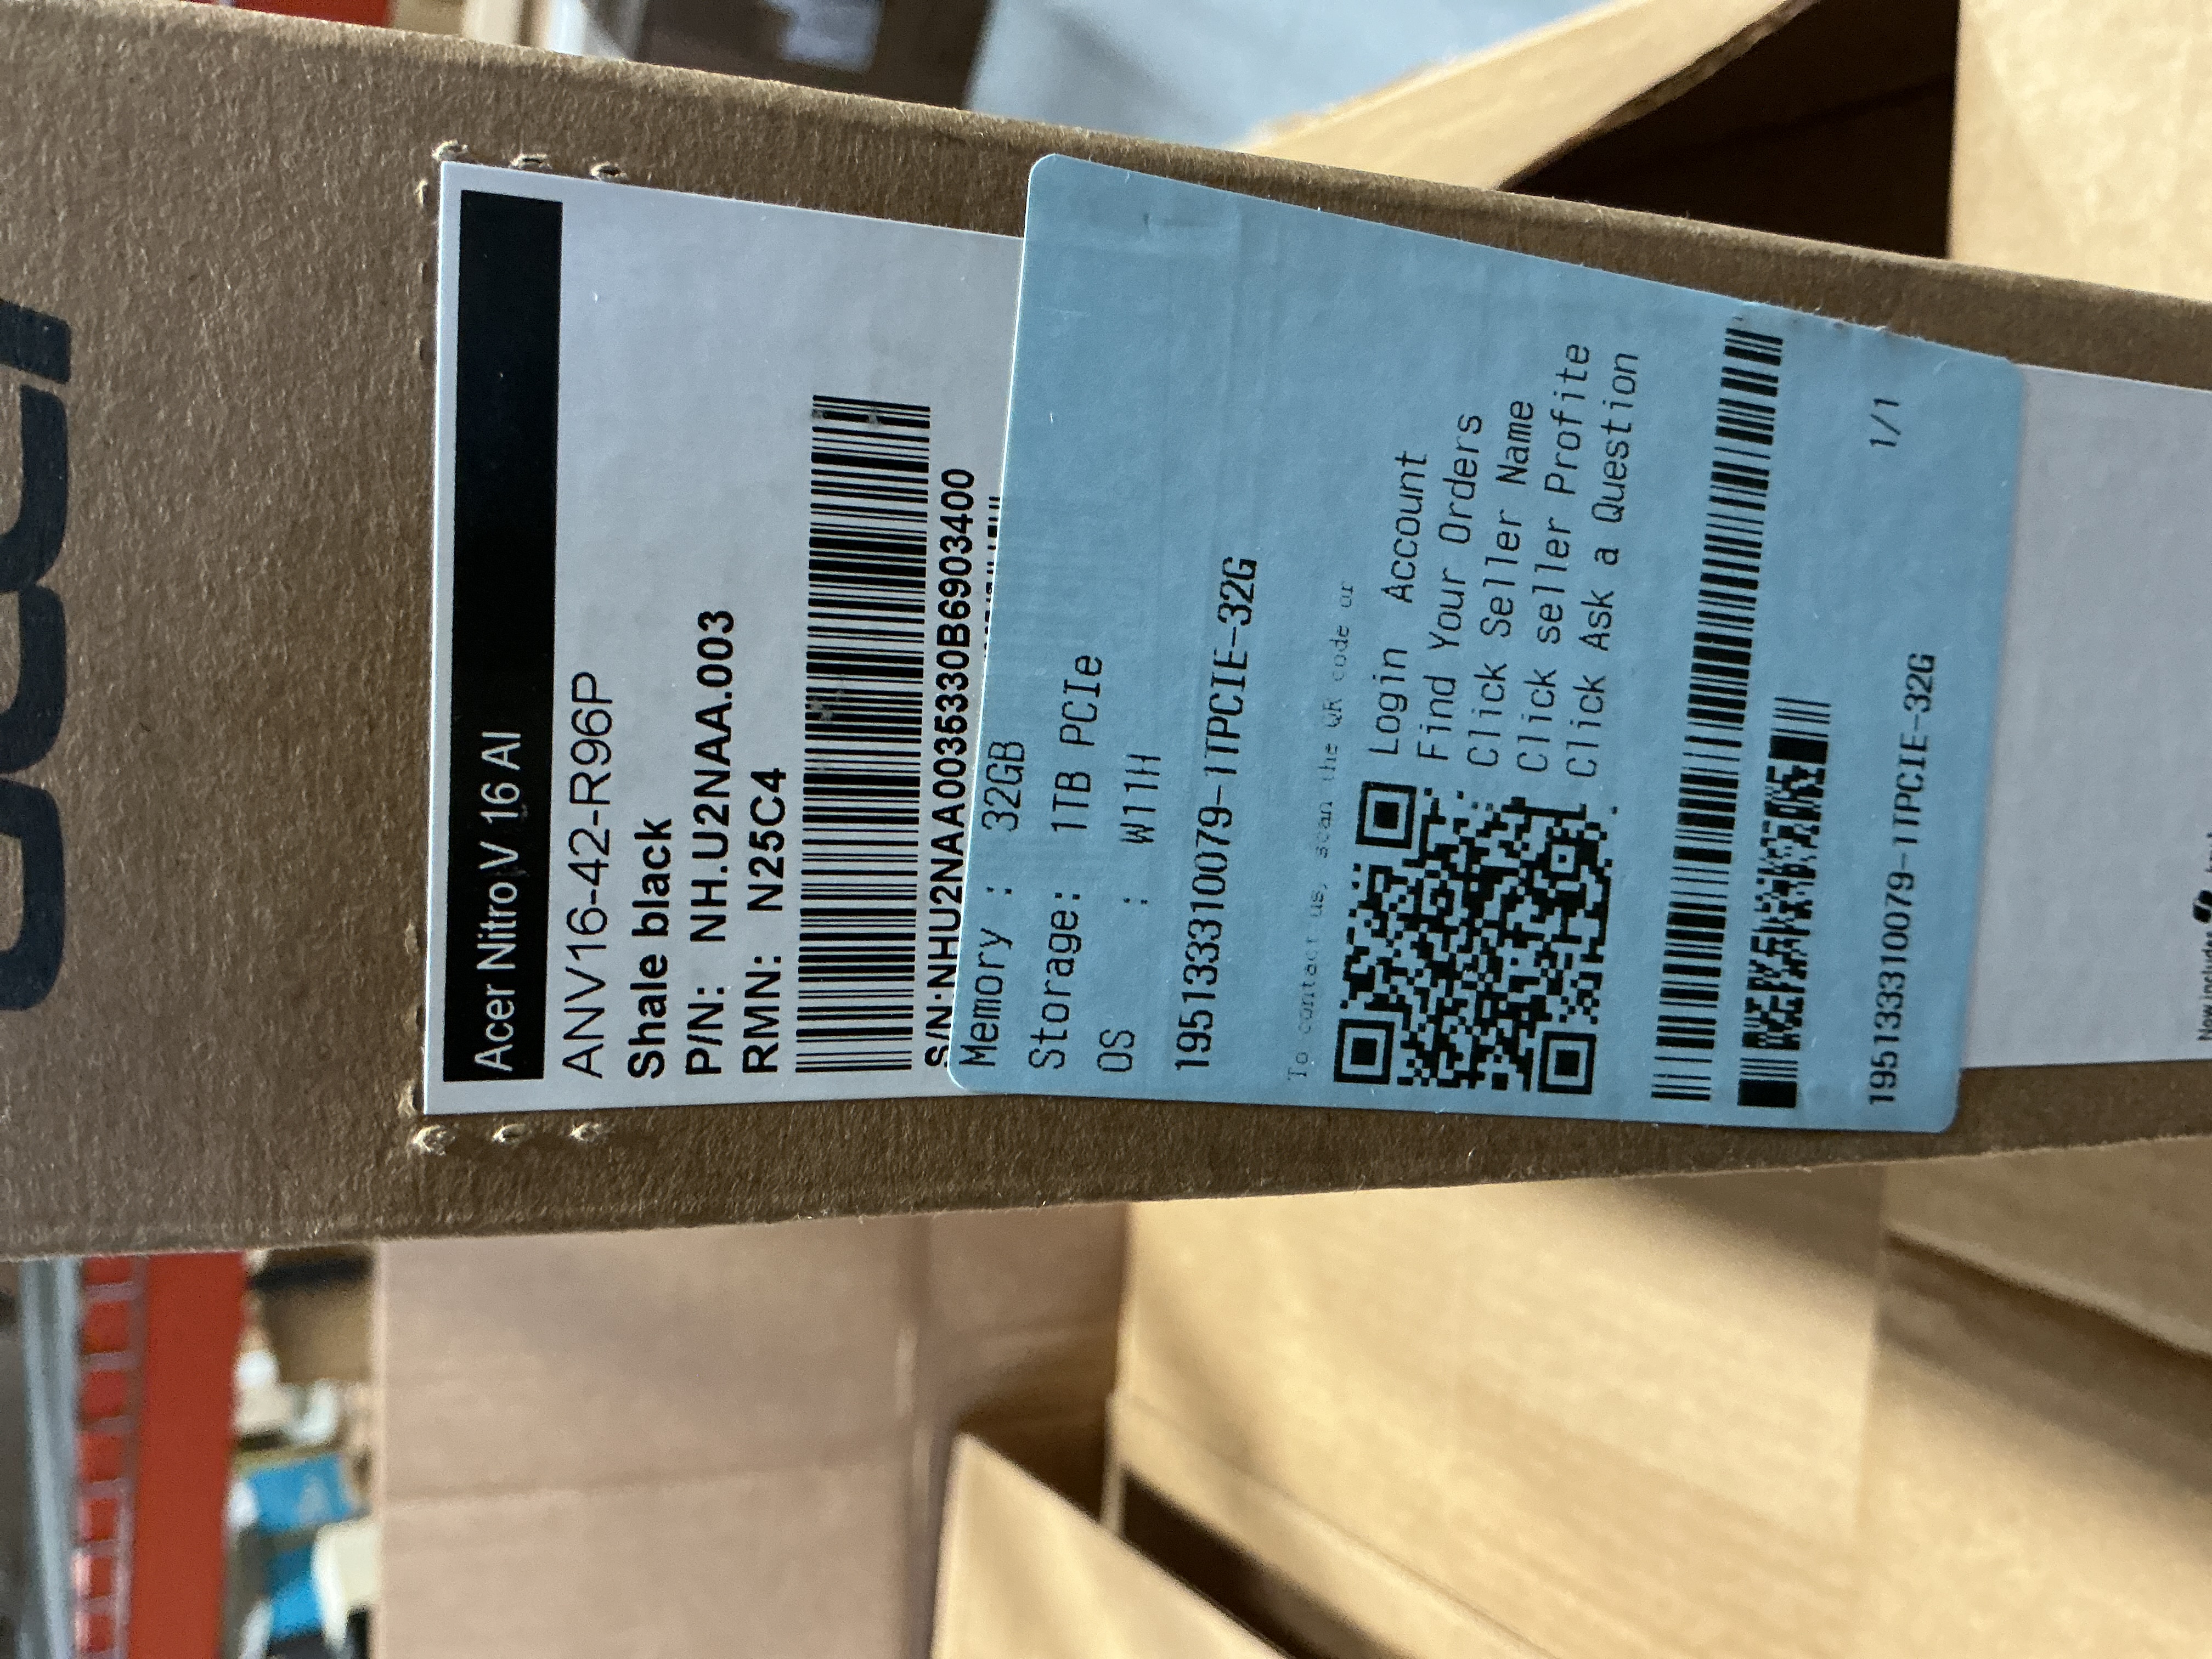 Acer Nitro V 16 AI
ANV16-42-R96P
Shale black
P/N: NH.U2NAA.003
RMN: N25C4
S/N:NHU2NAA0035330B6903400
Memory : 32GB
Storage: 1TB PCIe
OS : W11H
195133310079-1TPCIE-32G
To contact us, scan the QR code or
Login Account
Find Your Orders
Click Seller Name
Click seller Profite
Click Ask a Question
195133310079-1TPCIE-32G 1/1